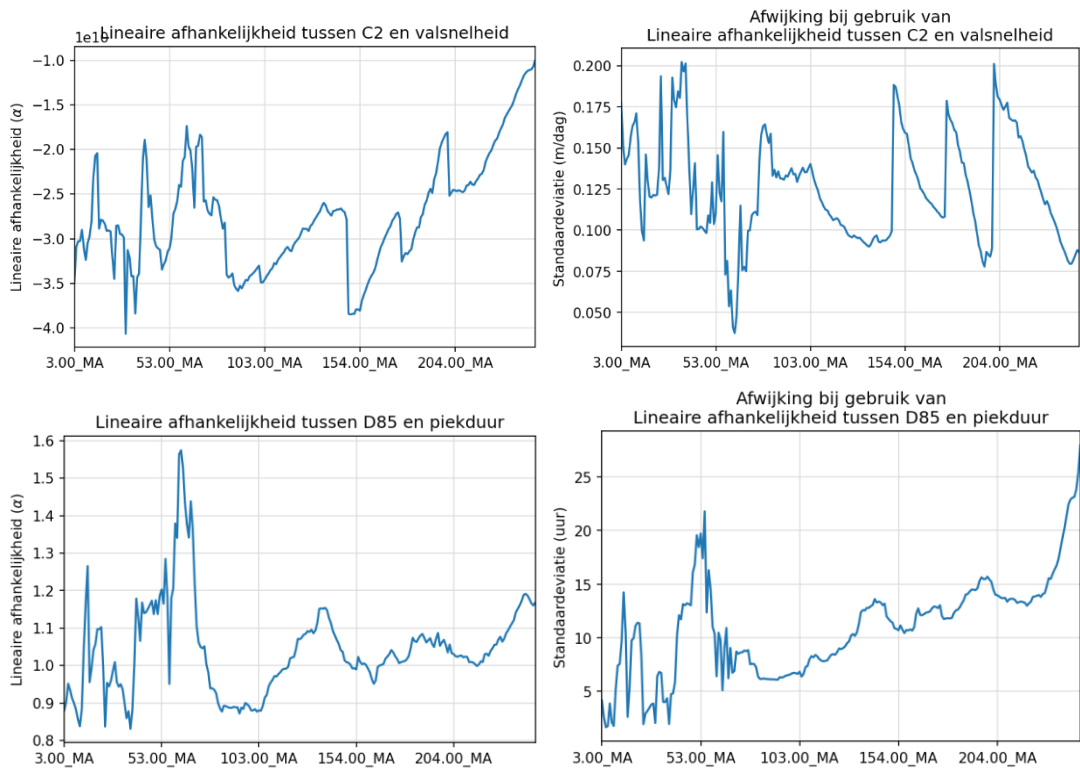 Lineaire afhankelijkheid tussen C2 en valsnelheid
1e10
Lineaire afhankelijkheid (α)
−1.0
−1.5
−2.0
−2.5
−3.0
−3.5
−4.0
3.00_MA 53.00_MA 103.00_MA 154.00_MA 204.00_MA
Afwijking bij gebruik van
Lineaire afhankelijkheid tussen C2 en valsnelheid
Standaardeviatie (m/dag)
0.200
0.175
0.150
0.125
0.100
0.075
0.050
3.00_MA 53.00_MA 103.00_MA 154.00_MA 204.00_MA
Lineaire afhankelijkheid tussen D85 en piekduur
Lineaire afhankelijkheid (α)
1.6
1.5
1.4
1.3
1.2
1.1
1.0
0.9
0.8
3.00_MA 53.00_MA 103.00_MA 154.00_MA 204.00_MA
Afwijking bij gebruik van
Lineaire afhankelijkheid tussen D85 en piekduur
Standaardeviatie (uur)
25
20
15
10
5
3.00_MA 53.00_MA 103.00_MA 154.00_MA 204.00_MA